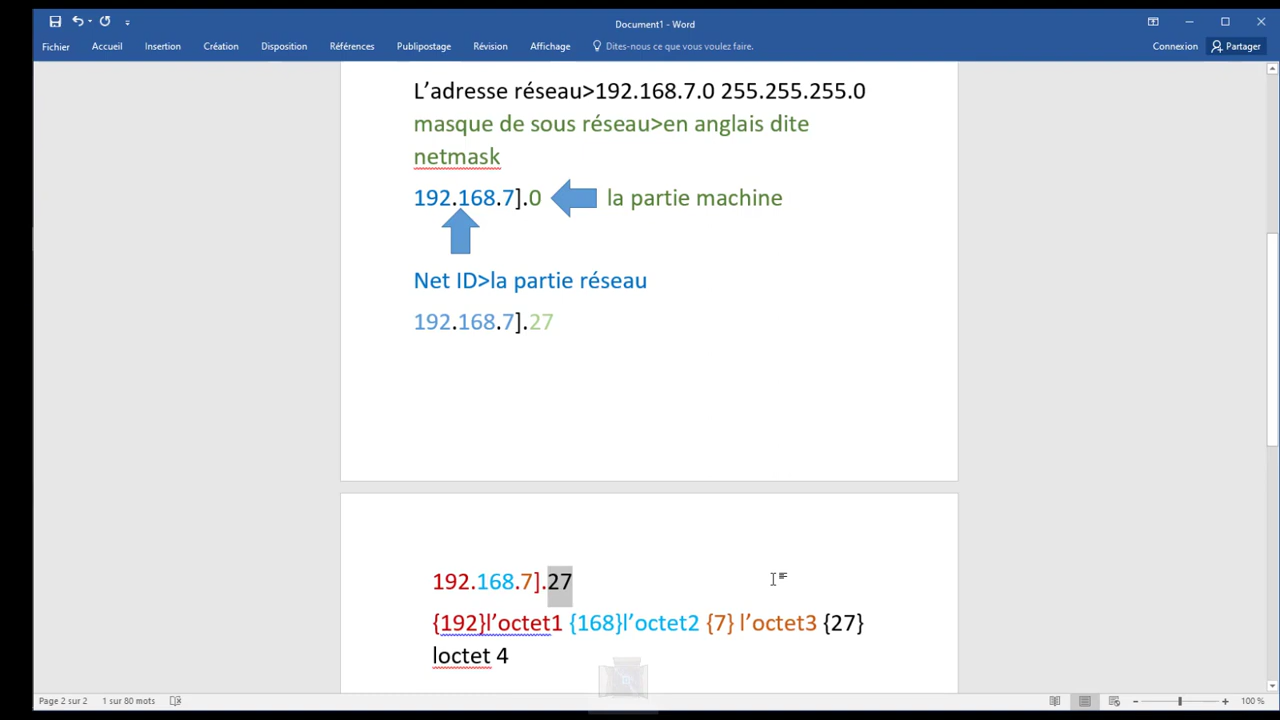 Document1 - Word
Fichier Accueil Insertion Création Disposition Références Publipostage Révision Affichage Dites-nous ce que vous voulez faire. Connexion Partager
L’adresse réseau>192.168.7.0 255.255.255.0
masque de sous réseau>en anglais dite
netmask
192.168.7].0 la partie machine
Net ID>la partie réseau
192.168.7].27
192.168.7].27
{192}l’octet1 {168}l’octet2 {7} l’octet3 {27}
loctet 4
Page 2 sur 2 1 sur 80 mots 100 %